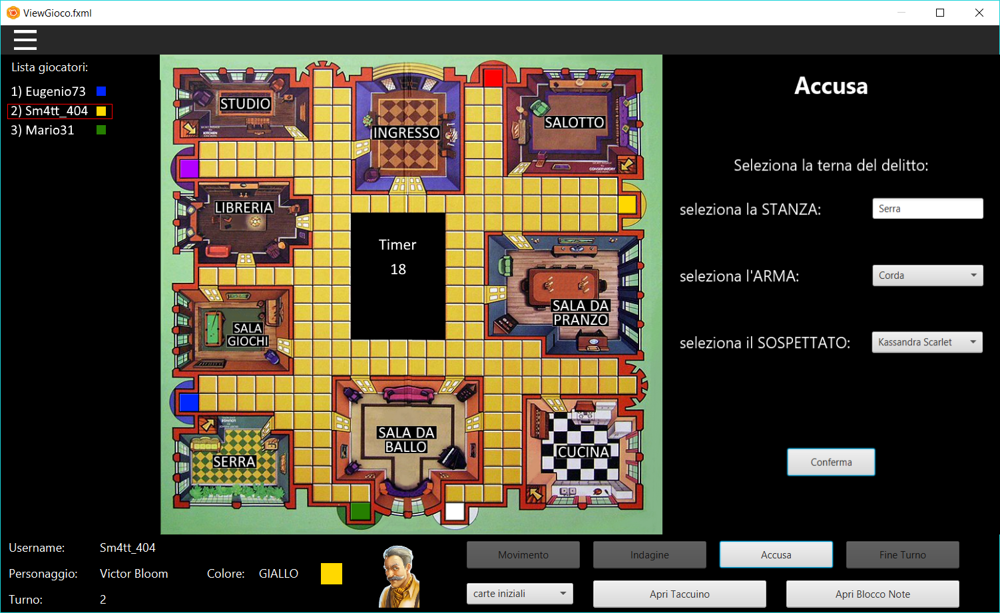 ViewGioco.fxml
Lista giocatori:
1) Eugenio73
2) Sm4tt_404
3) Mario31
STUDIO
INGRESSO
SALOTTO
LIBRERIA
Timer
18
SALA DA
PRANZO
SALA
GIOCHI
SERRA
SALA DA
BALLO
CUCINA
Accusa
Seleziona la terna del delitto:
seleziona la STANZA: Serra
seleziona l'ARMA: Corda
seleziona il SOSPETTATO: Kassandra Scarlet
Conferma
Username: Sm4tt_404
Personaggio: Victor Bloom Colore: GIALLO
Turno: 2
Movimento Indagine Accusa Fine Turno
carte iniziali Apri Taccuino Apri Blocco Note